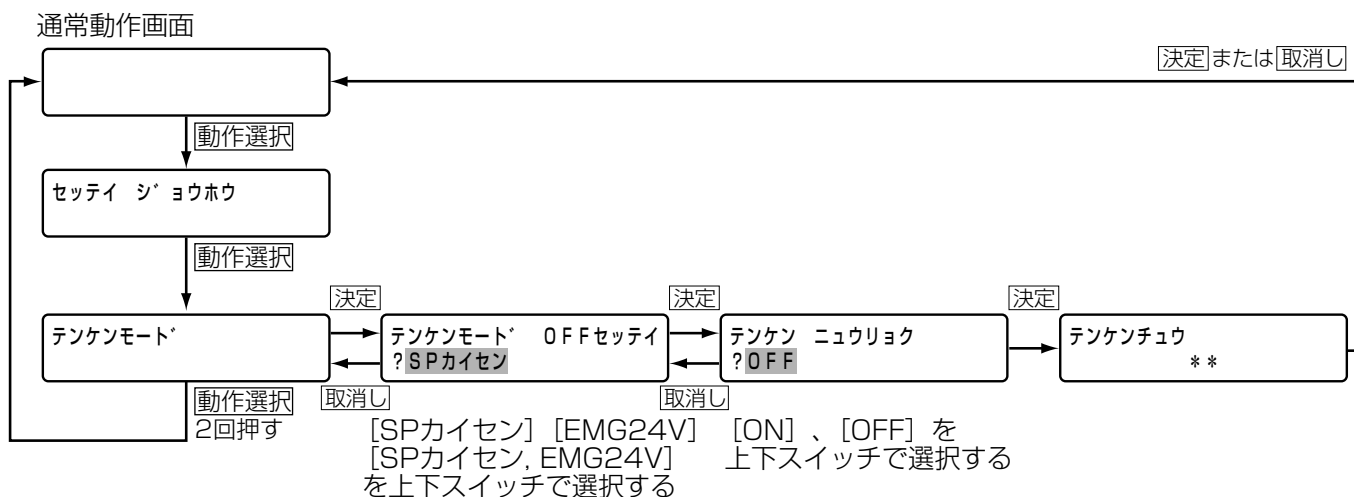 通常動作画面
決定または取消し
動作選択
セッテイ ジョウホウ
動作選択
決定
決定
決定
テンケンモード
テンケンモード OFFセッテイ
?SPカイセン
テンケン ニュウリョク
?OFF
テンケンチュウ
**
動作選択
2回押す
取消し
取消し
[SPカイセン] [EMG24V]
[SPカイセン, EMG24V]
を上下スイッチで選択する
[ON]、[OFF] を
上下スイッチで選択する